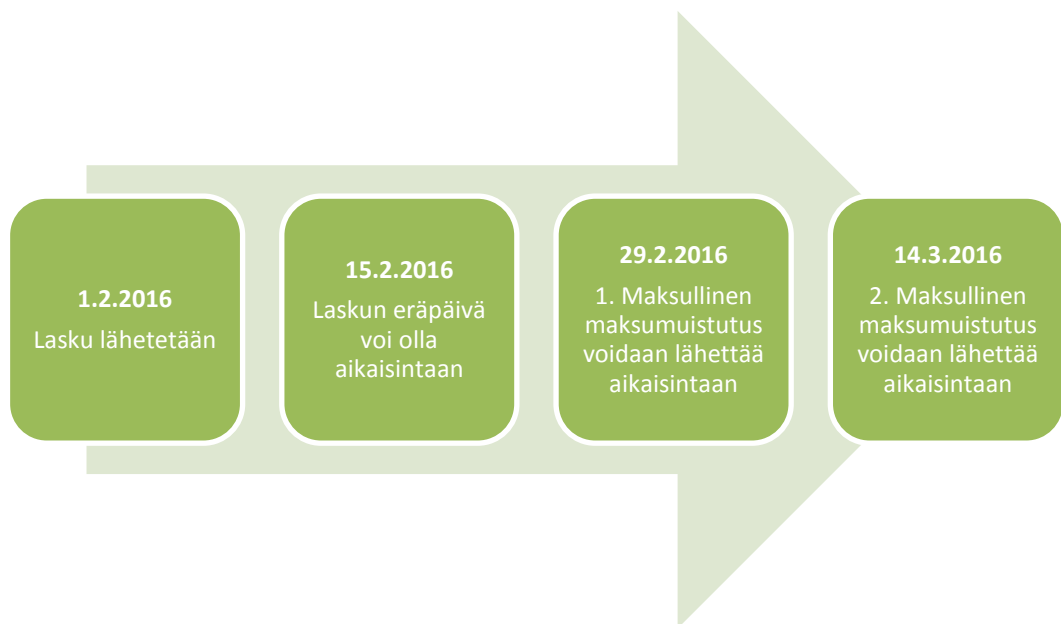 1.2.2016
Lasku lähetetään
15.2.2016
Laskun eräpäivä
voi olla
aikaisintaan
29.2.2016
1. Maksullinen
maksumuistutus
voidaan lähettää
aikaisintaan
14.3.2016
2. Maksullinen
maksumuistutus
voidaan lähettää
aikaisintaan